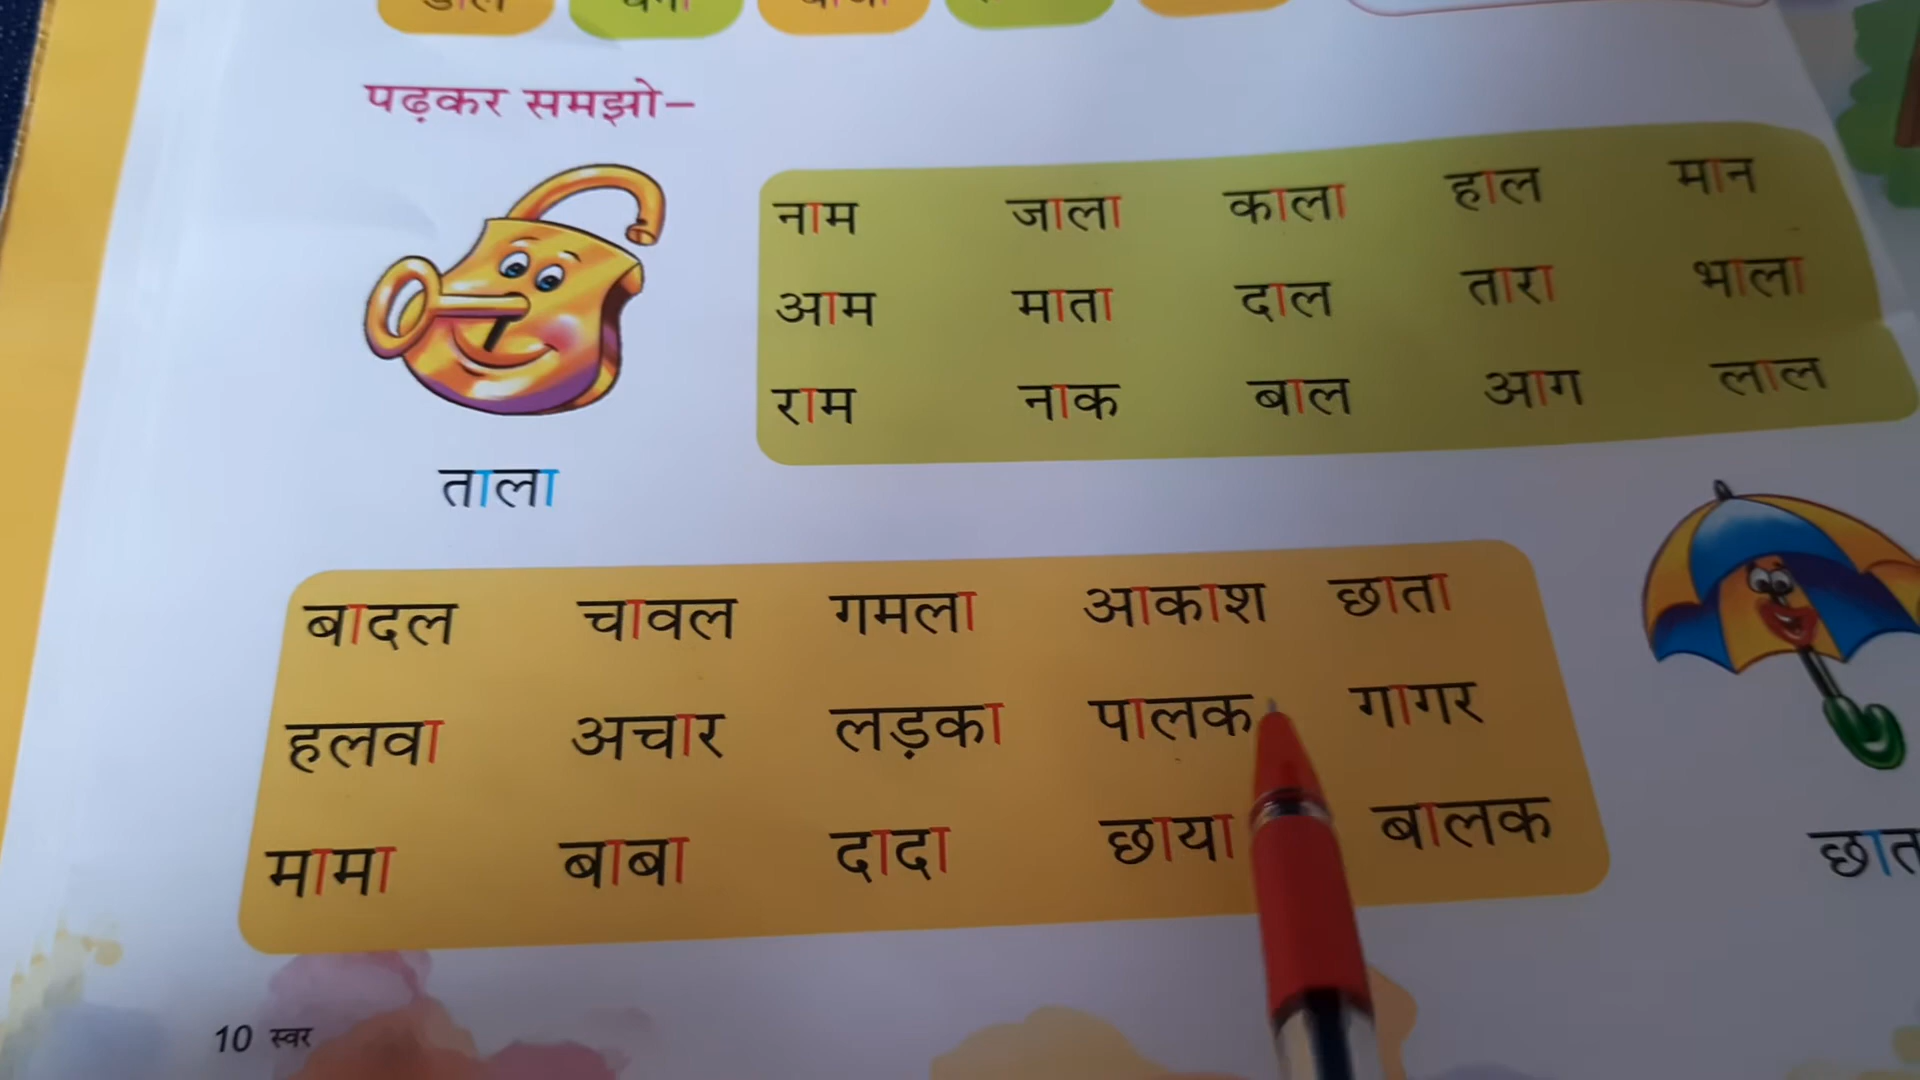 पढ़कर समझो–
नाम जाला काला हाल मान
आम माता दाल तारा भाला
राम नाक बाल आग लाल
ताला
बादल चावल गमला आकाश छाता
हलवा अचार लड़का पालक गागर
मामा बाबा दादा छाया बालक
10 स्वर